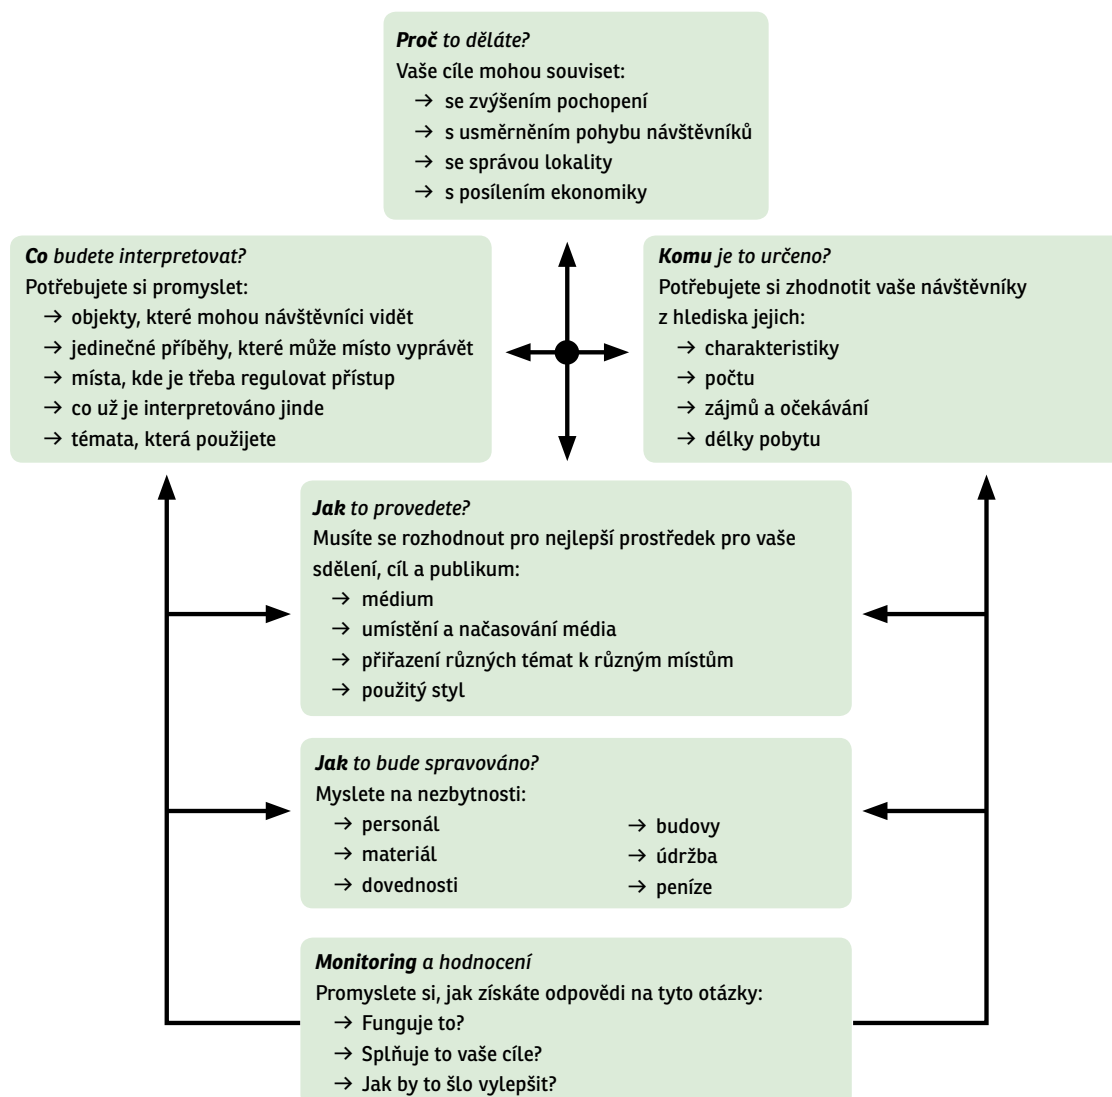 Proč to děláte?
Vaše cíle mohou souviset:
→ se zvýšením pochopení
→ s usměrněním pohybu návštěvníků
→ se správou lokality
→ s posílením ekonomiky
Co budete interpretovat?
Potřebujete si promyslet:
→ objekty, které mohou návštěvníci vidět
→ jedinečné příběhy, které může místo vyprávět
→ místa, kde je třeba regulovat přístup
→ co už je interpretováno jinde
→ témata, která použijete
Komu je to určeno?
Potřebujete si zhodnotit vaše návštěvníky
z hlediska jejich:
→ charakteristiky
→ počtu
→ zájmů a očekávání
→ délky pobytu
Jak to provedete?
Musíte se rozhodnout pro nejlepší prostředek pro vaše
sdělení, cíl a publikum:
→ médium
→ umístění a načasování média
→ přiřazení různých témat k různým místům
→ použitý styl
Jak to bude spravováno?
Myslete na nezbytnosti:
→ personál
→ materiál
→ dovednosti
→ budovy
→ údržba
→ peníze
Monitoring a hodnocení
Promyslete si, jak získáte odpovědi na tyto otázky:
→ Funguje to?
→ Splňuje to vaše cíle?
→ Jak by to šlo vylepšit?